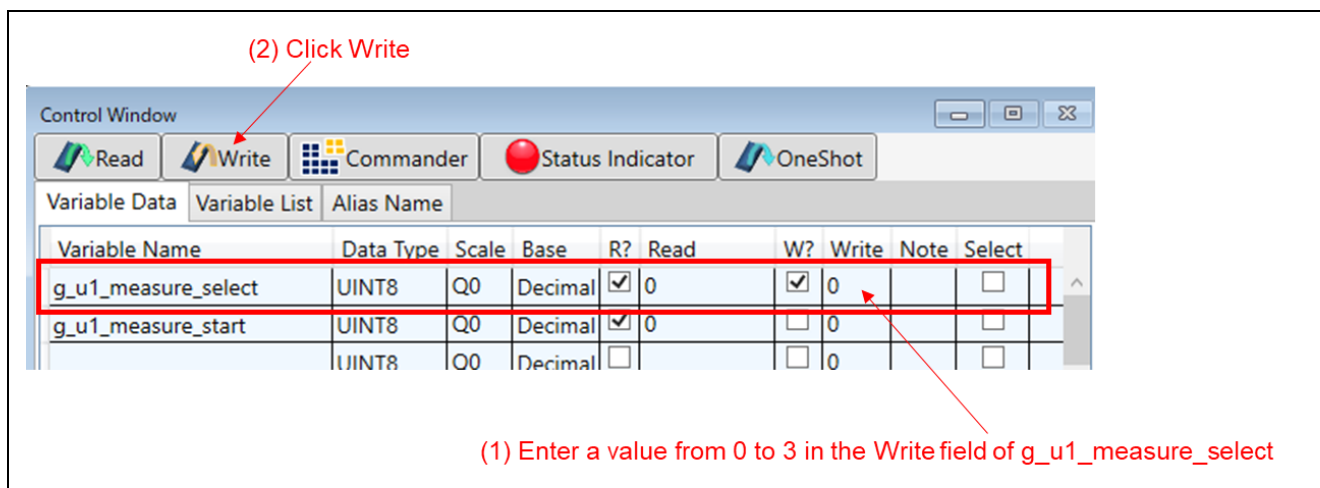 (2) Click Write
Control Window
Read Write Commander Status Indicator OneShot
Variable Data Variable List Alias Name
Variable Name Data Type Scale Base R? Read W? Write Note Select
g_u1_measure_select UINT8 Q0 Decimal 0 0
g_u1_measure_start UINT8 Q0 Decimal 0 0
UINT8 Q0 Decimal 0
(1) Enter a value from 0 to 3 in the Write field of g_u1_measure_select